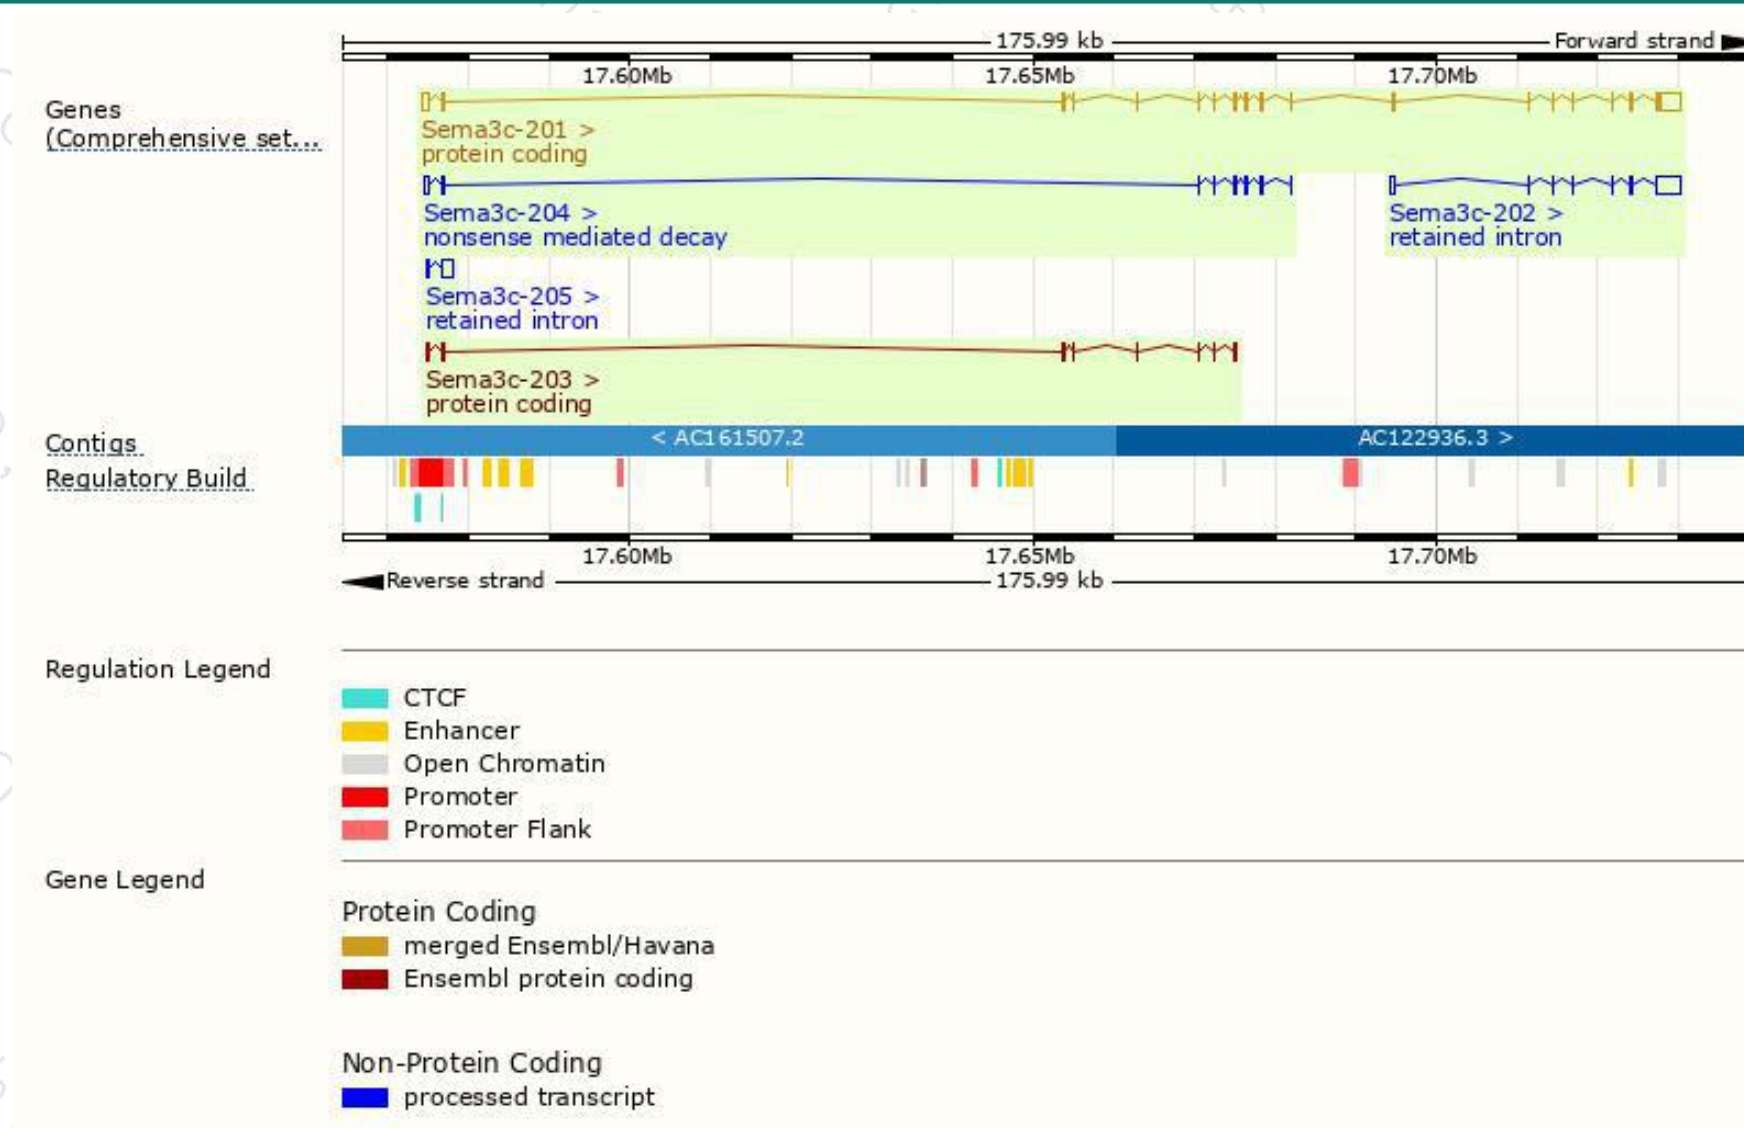 175.99 kb Forward strand
17.60Mb 17.65Mb 17.70Mb
Genes
(Comprehensive set...
Sema3c-201 >
protein coding
Sema3c-204 > Sema3c-202 >
nonsense mediated decay retained intron
Sema3c-205 >
retained intron
Sema3c-203 >
protein coding
Contigs < AC161507.2 AC122936.3 >
Regulatory Build
17.60Mb 17.65Mb 17.70Mb
Reverse strand 175.99 kb
Regulation Legend
CTCF
Enhancer
Open Chromatin
Promoter
Promoter Flank
Gene Legend
Protein Coding
merged Ensembl/Havana
Ensembl protein coding
Non-Protein Coding
processed transcript